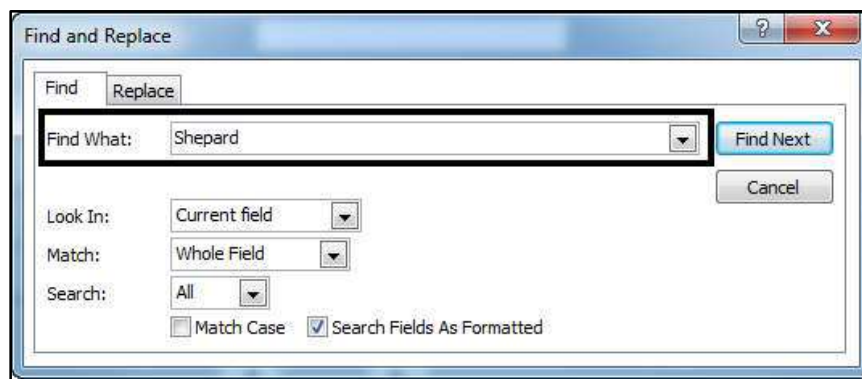 Find and Replace
Find Replace
Find What: Shepard Find Next
Cancel
Look In: Current field
Match: Whole Field
Search: All
Match Case Search Fields As Formatted